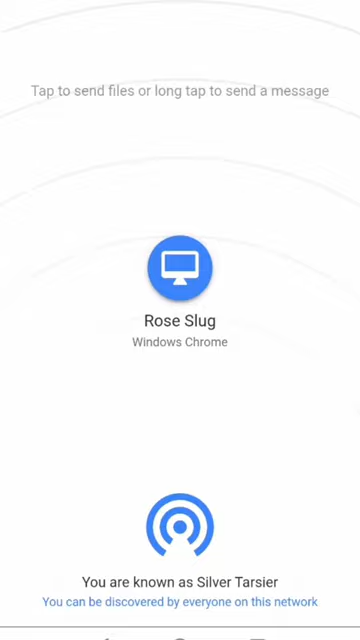 Tap to send files or long tap to send a message
Rose Slug
Windows Chrome
You are known as Silver Tarsier
You can be discovered by everyone on this network